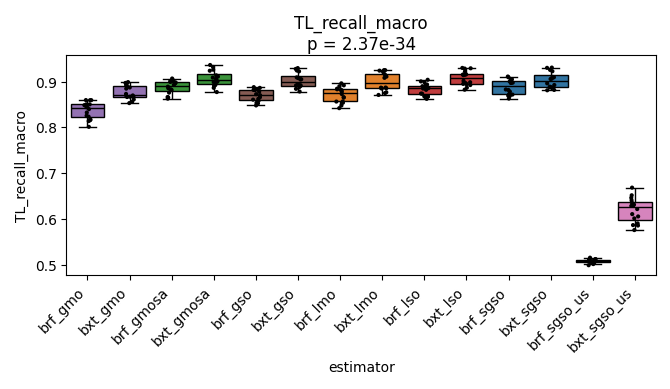 TL_recall_macro
p = 2.37e-34
TL_recall_macro
0.9
0.8
0.7
0.6
0.5
brf_gmo
bxt_gmo
brf_gmosa
bxt_gmosa
brf_gso
bxt_gso
brf_lmo
bxt_lmo
brf_lso
bxt_lso
brf_sgso
bxt_sgso
brf_sgso_us
bxt_sgso_us
estimator